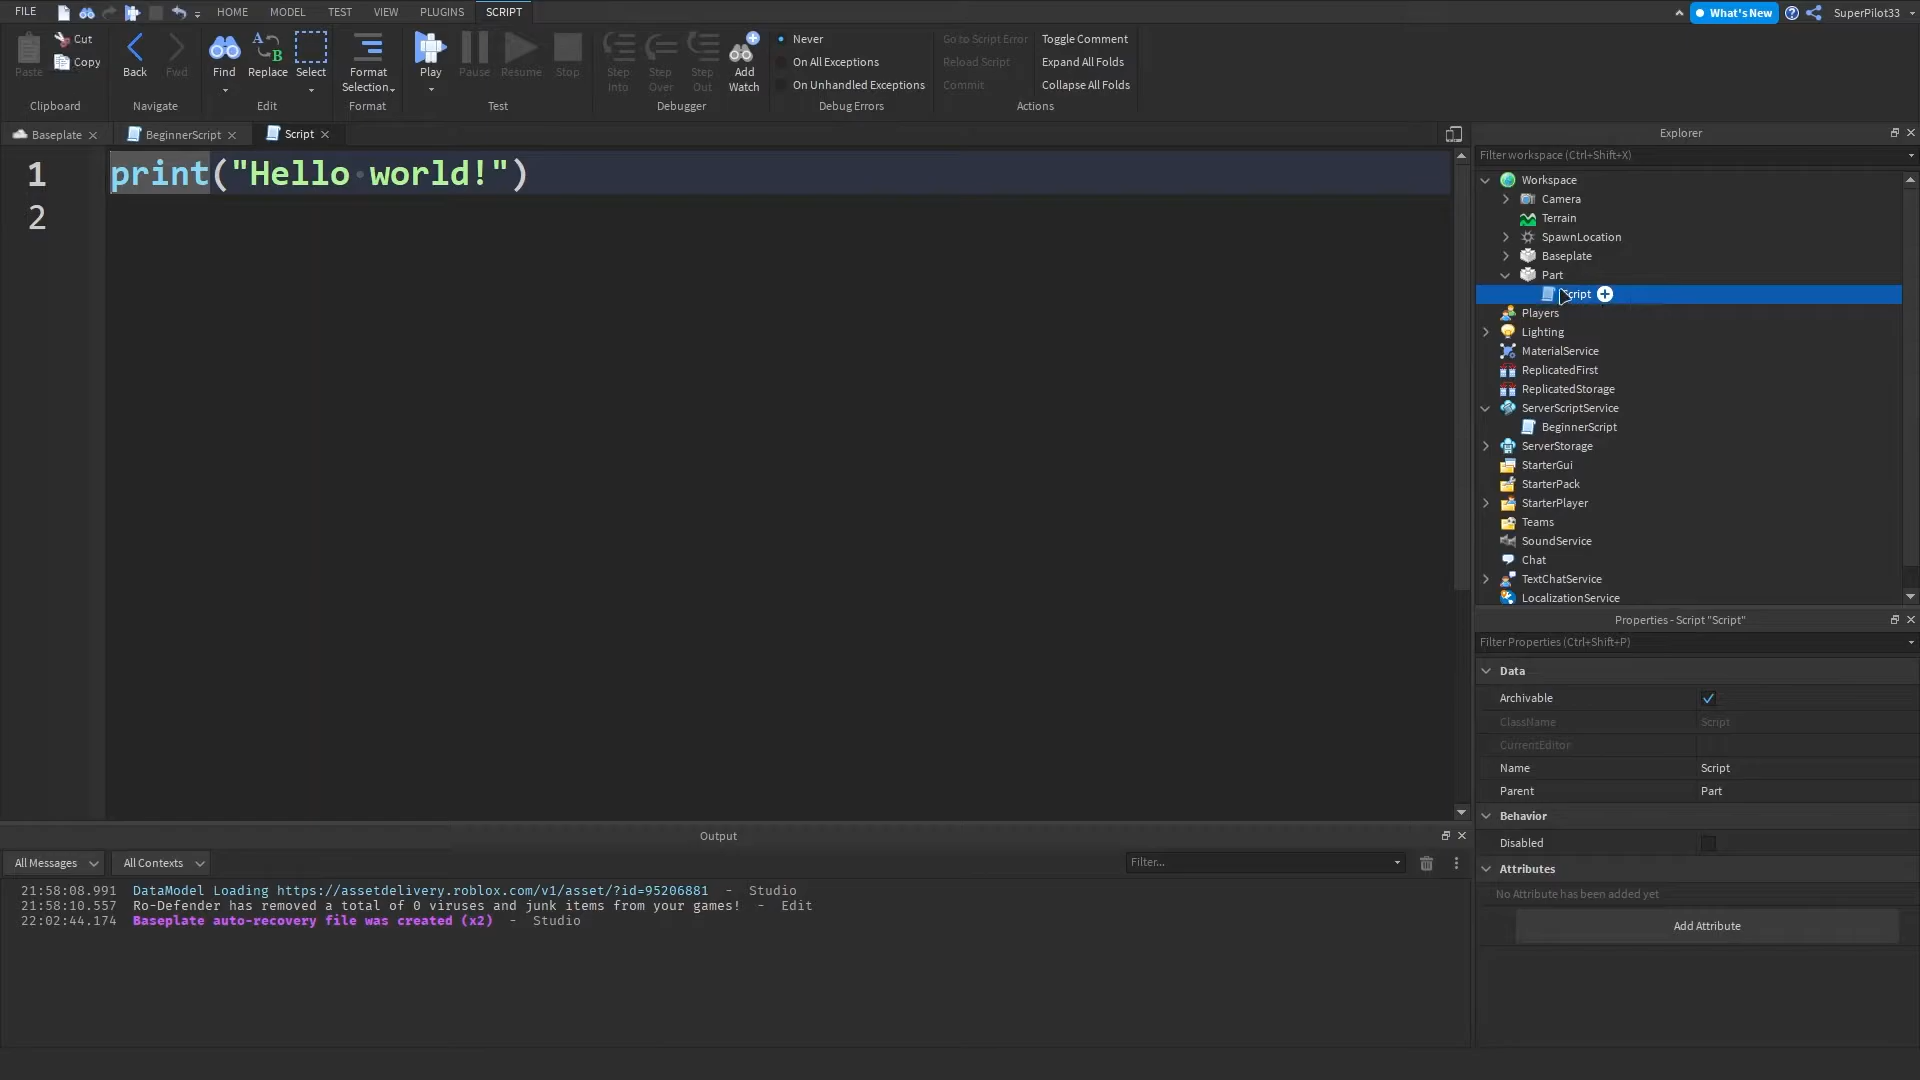 FILE HOME MODEL TEST VIEW PLUGINS SCRIPT What's New SuperPilot33
Paste Cut Copy
Clipboard
Back Fwd
Navigate
Find Replace Select
Edit
Format Selection
Format
Play Pause Resume Stop
Test
Step Into Step Over Step Out Add Watch
Debugger
Never
On All Exceptions
On Unhandled Exceptions
Debug Errors
Go to Script Error
Reload Script
Commit
Toggle Comment
Expand All Folds
Collapse All Folds
Actions
Baseplate BeginnerScript Script
1 print("Hello world!")
2
Explorer
Filter workspace (Ctrl+Shift+X)
Workspace
Camera
Terrain
SpawnLocation
Baseplate
Part
Script
Players
Lighting
MaterialService
ReplicatedFirst
ReplicatedStorage
ServerScriptService
BeginnerScript
ServerStorage
StarterGui
StarterPack
StarterPlayer
Teams
SoundService
Chat
TextChatService
LocalizationService
Properties - Script "Script"
Filter Properties (Ctrl+Shift+P)
Data
Archivable
ClassName Script
CurrentEditor
Name Script
Parent Part
Behavior
Disabled
Attributes
No Attribute has been added yet
Add Attribute
Output
All Messages All Contexts Filter...
21:58:08.991 DataModel Loading https://assetdelivery.roblox.com/v1/asset/?id=95206881 - Studio
21:58:10.557 Ro-Defender has removed a total of 0 viruses and junk items from your games! - Edit
22:02:44.174 Baseplate auto-recovery file was created (x2) - Studio